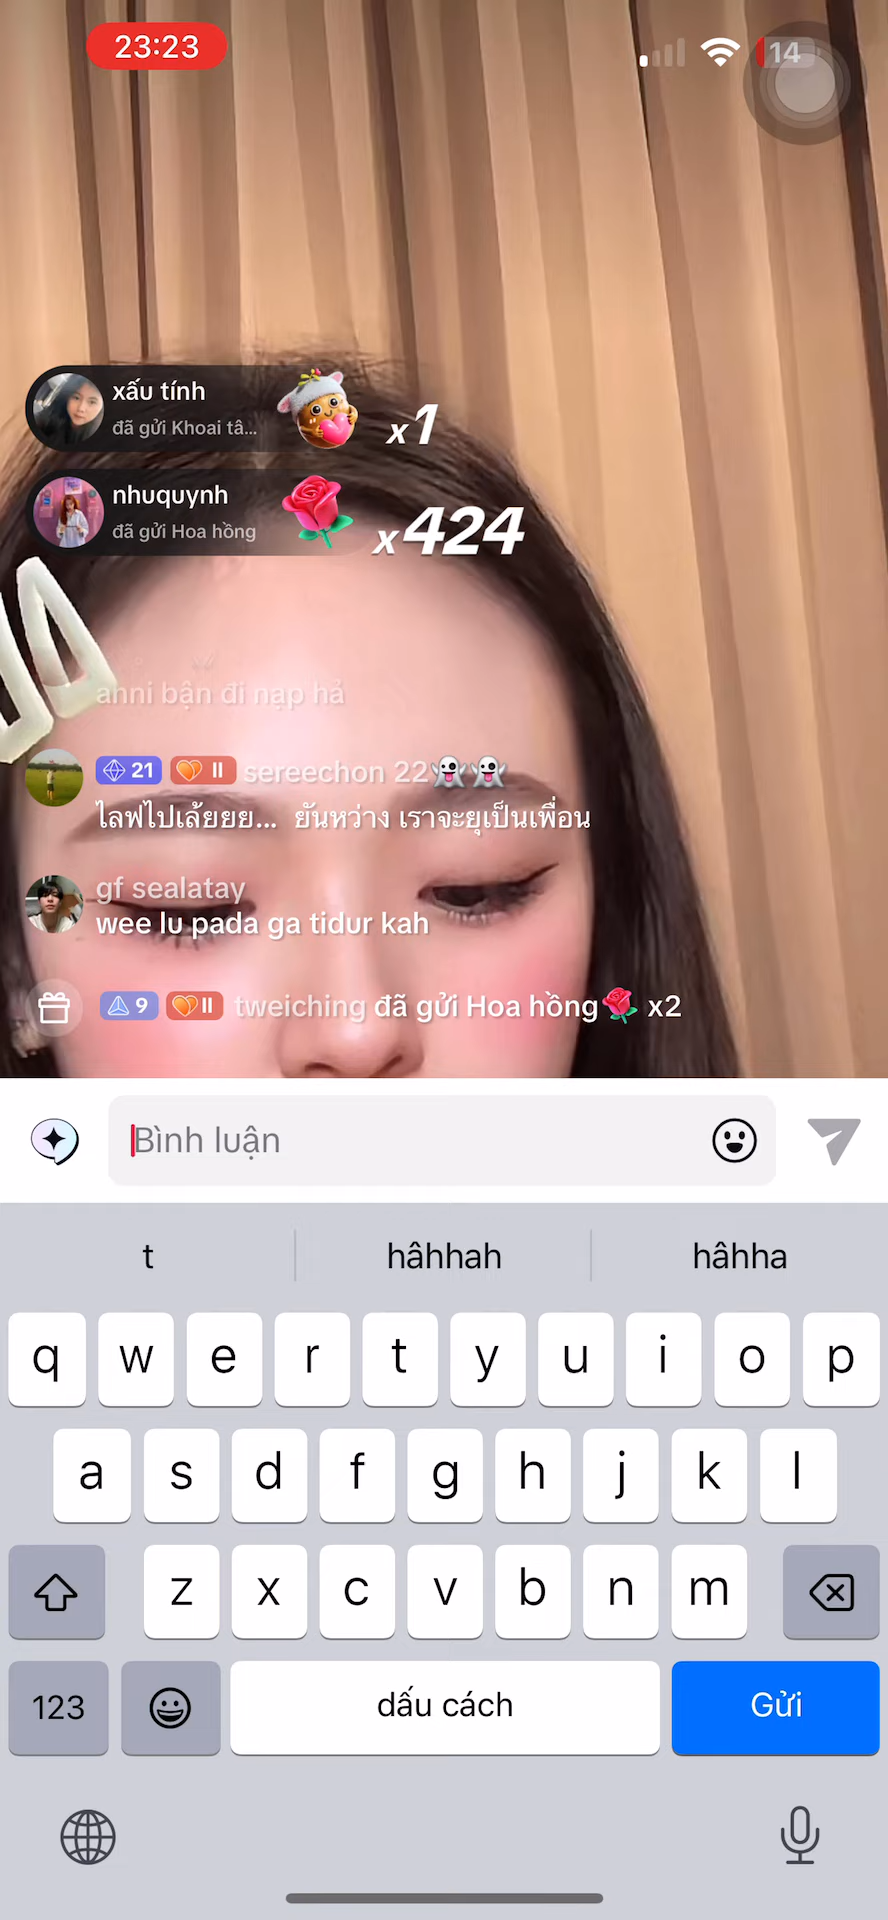 23:23
14
xấu tính
đã gửi Khoai tâ...
x1
nhuquynh
đã gửi Hoa hồng
x424
anni bận đi nạp hả
21 II sereechon 22👻👻
ไลฟไปเล้ยยย... ยันหว่าง เราจะยุเป็นเพื่อน
gf sealatay
wee lu pada ga tidur kah
9 II tweiching đã gửi Hoa hồng🌹 x2
Bình luận
t hâhhah hâhha
q w e r t y u i o p
a s d f g h j k l
z x c v b n m
123 dấu cách Gửi